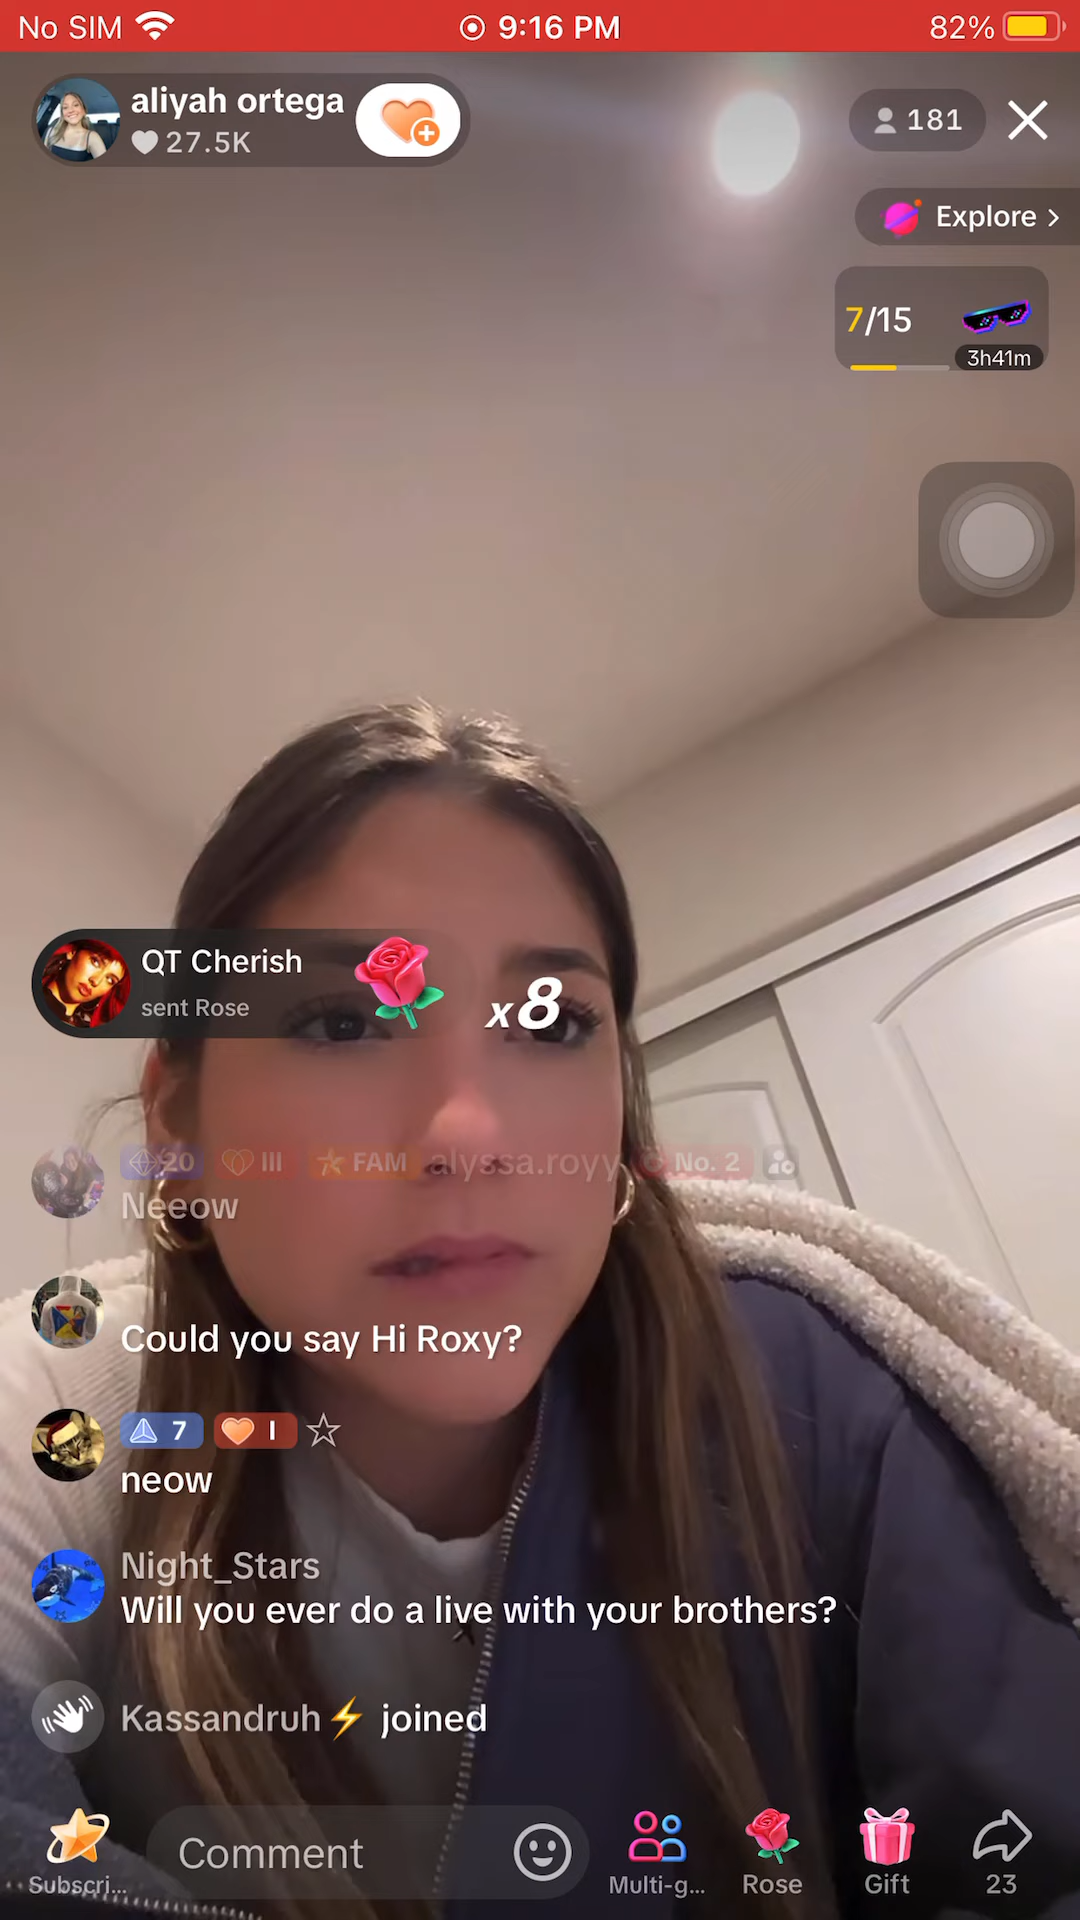 No SIM 9:16 PM 82%
aliyah ortega
27.5K
181
Explore >
7/15
3h41m
QT Cherish
sent Rose
x8
20 III FAM alyssa.royy No. 2
Neeow
Could you say Hi Roxy?
7 I
neow
Night_Stars
Will you ever do a live with your brothers?
Kassandruh⚡ joined
Comment
Subscri... Multi-g... Rose Gift 23